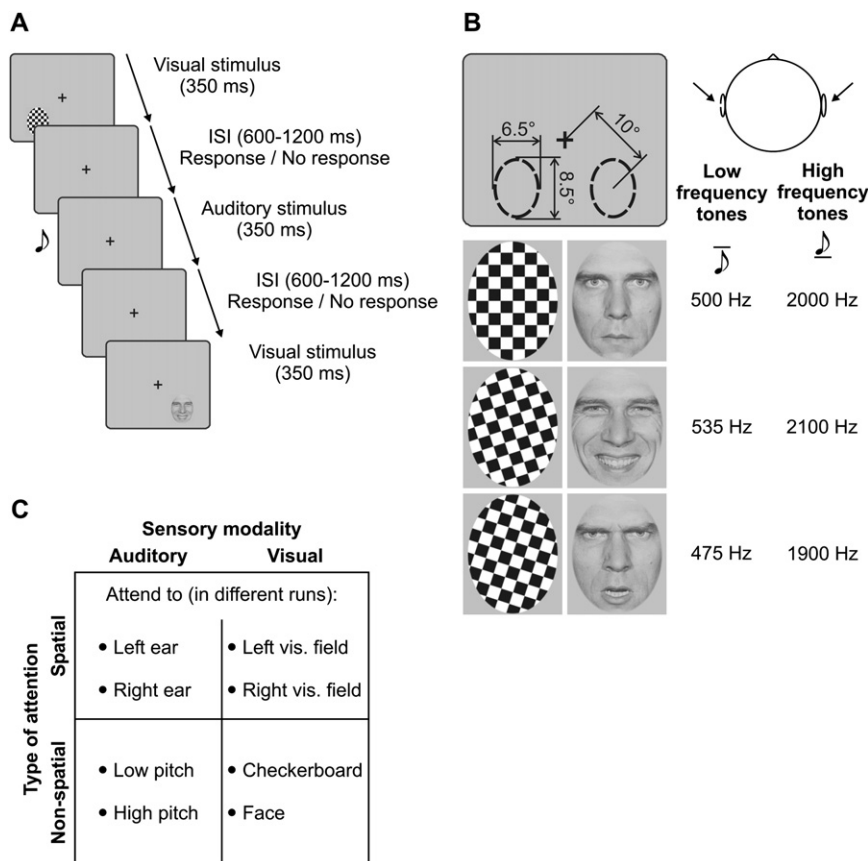 A
Visual stimulus
(350 ms)
ISI (600-1200 ms)
Response / No response
Auditory stimulus
(350 ms)
ISI (600-1200 ms)
Response / No response
Visual stimulus
(350 ms)
B
6.5°
10°
8.5°
Low
frequency
tones
High
frequency
tones
500 Hz
2000 Hz
535 Hz
2100 Hz
475 Hz
1900 Hz
C
Sensory modality
Auditory
Visual
Type of attention
Spatial
Attend to (in different runs):
• Left ear
• Left vis. field
• Right ear
• Right vis. field
Non-spatial
• Low pitch
• Checkerboard
• High pitch
• Face